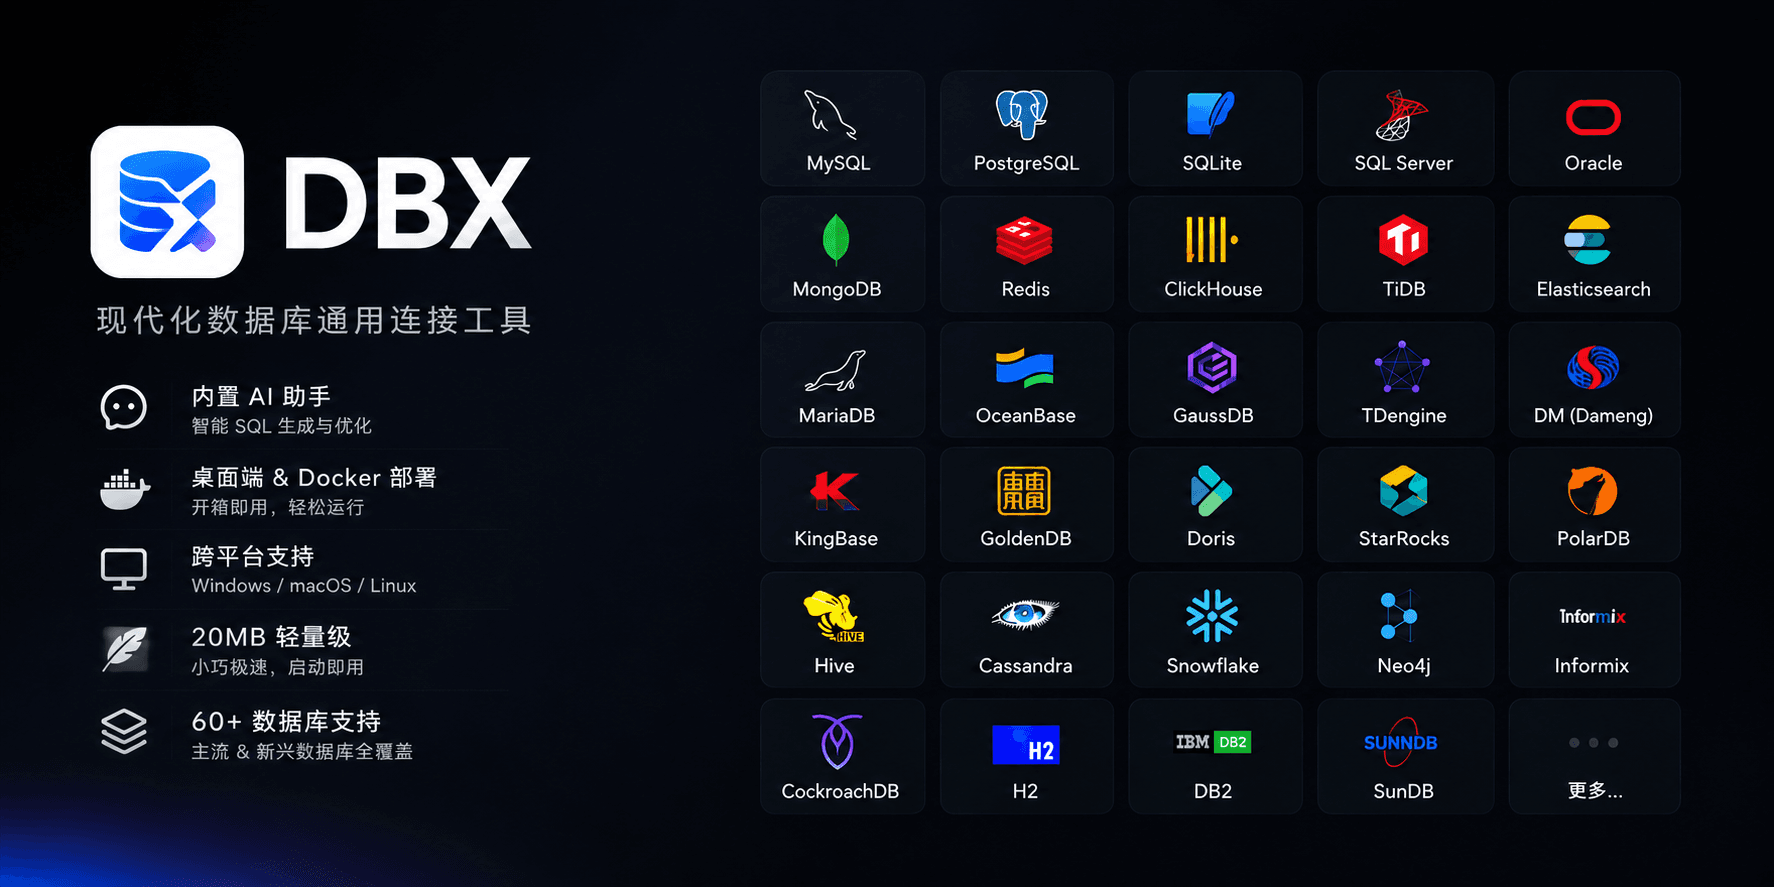 DBX
现代化数据库通用连接工具
内置 AI 助手
智能 SQL 生成与优化
桌面端 & Docker 部署
开箱即用，轻松运行
跨平台支持
Windows / macOS / Linux
20MB 轻量级
小巧极速，启动即用
60+ 数据库支持
主流 & 新兴数据库全覆盖
MySQL
PostgreSQL
SQLite
SQL Server
Oracle
MongoDB
Redis
ClickHouse
TiDB
Elasticsearch
MariaDB
OceanBase
GaussDB
TDengine
DM (Dameng)
KingBase
GoldenDB
Doris
StarRocks
PolarDB
HIVE
Hive
Cassandra
Snowflake
Neo4j
Informix
Informix
CockroachDB
H2
H2
IBM DB2
DB2
SUNNDB
SunDB
更多...